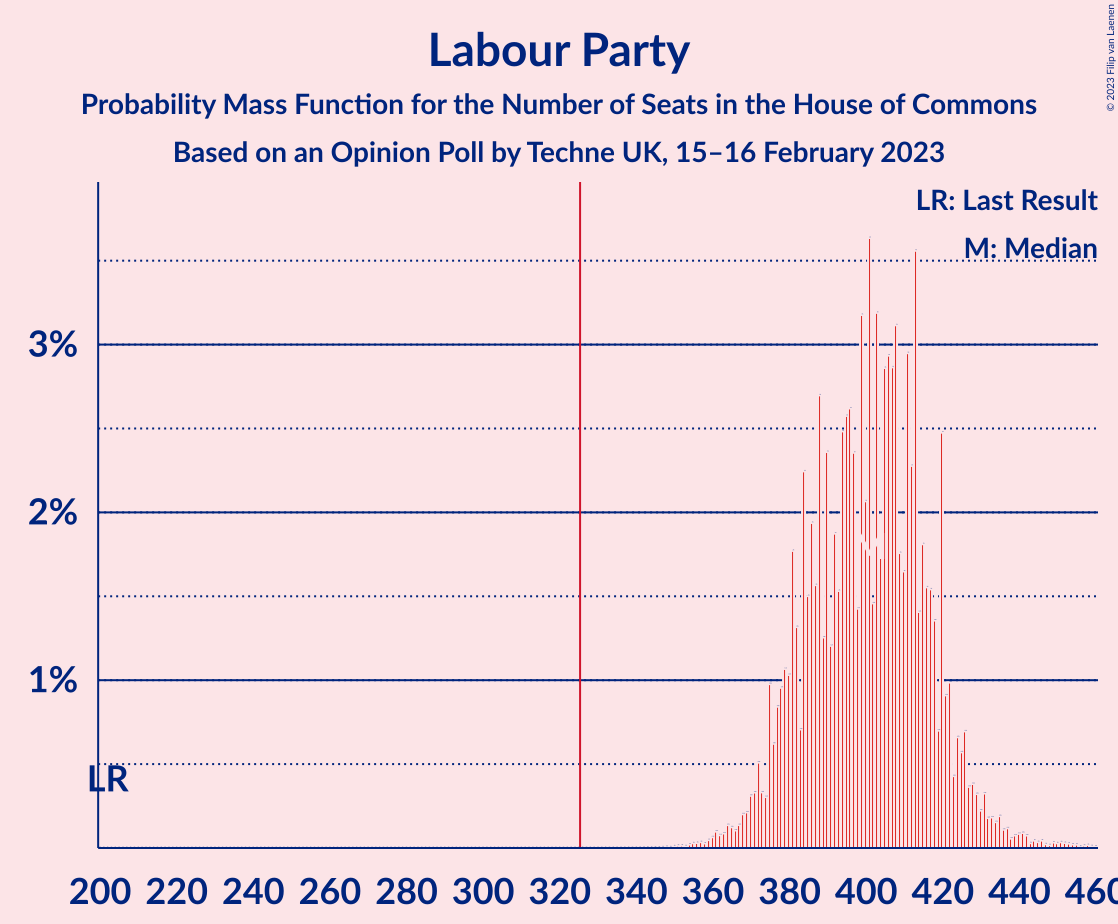 Labour Party
Probability Mass Function for the Number of Seats in the House of Commons
Based on an Opinion Poll by Techne UK, 15–16 February 2023
© 2023 Filip van Laenen
LR: Last Result
M: Median
3%
2%
1%
LR
200 220 240 260 280 300 320 340 360 380 400 420 440 460